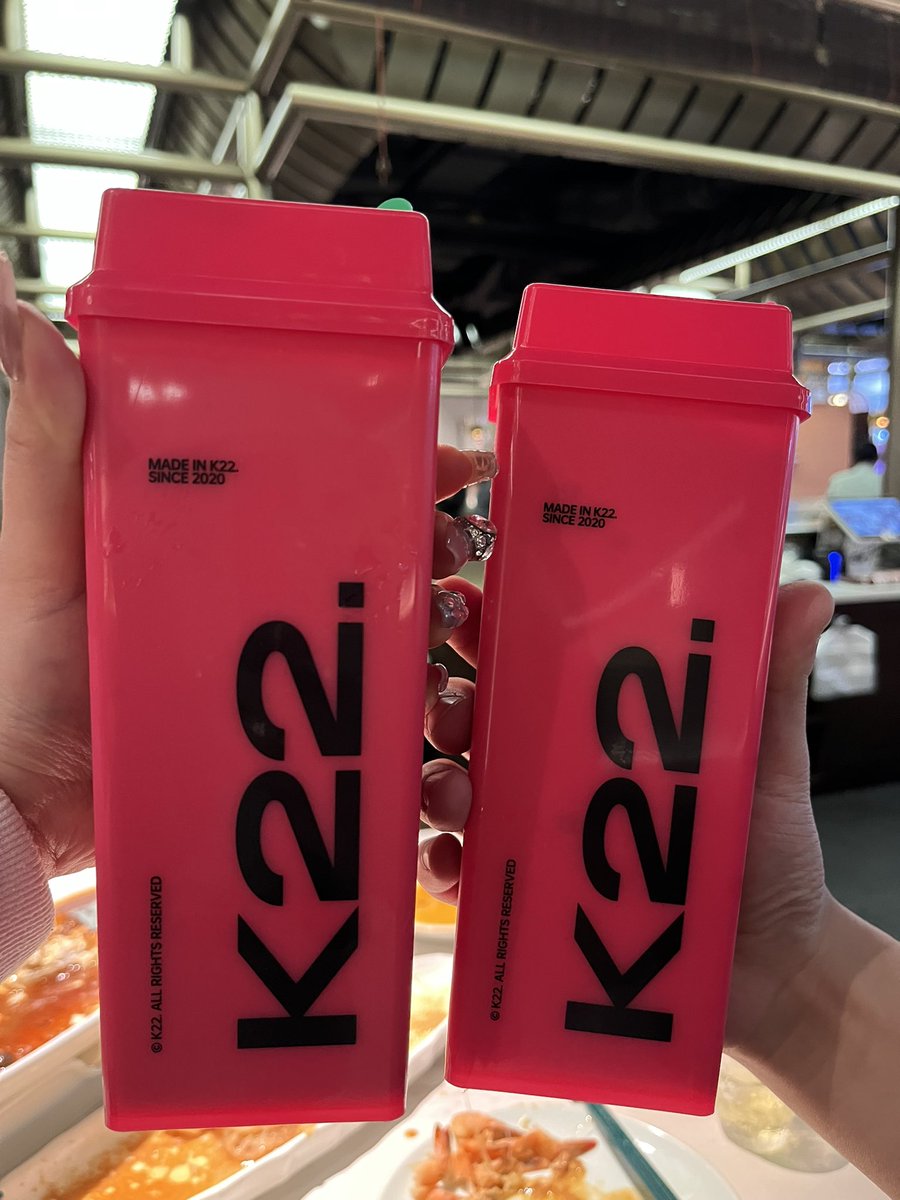 MADE IN K22.
SINCE 2020
K22.
© K22. ALL RIGHTS RESERVED
MADE IN K22.
SINCE 2020
K22.
© K22. ALL RIGHTS RESERVED